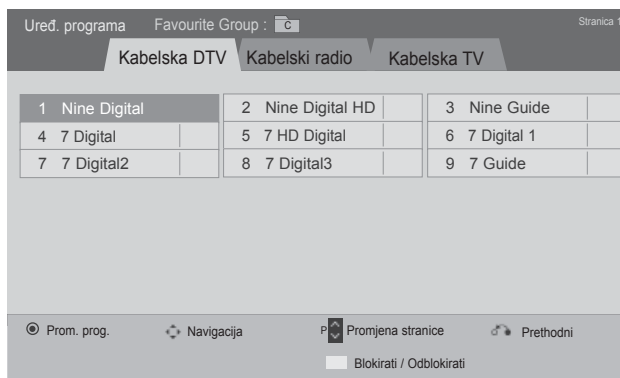 Uređ. programa Favourite Group : C Stranica 1
Kabelska DTV Kabelski radio Kabelska TV
1 Nine Digital 2 Nine Digital HD 3 Nine Guide
4 7 Digital 5 7 HD Digital 6 7 Digital 1
7 7 Digital2 8 7 Digital3 9 7 Guide
Prom. prog. Navigacija P Promjena stranice Prethodni
Blokirati / Odblokirati